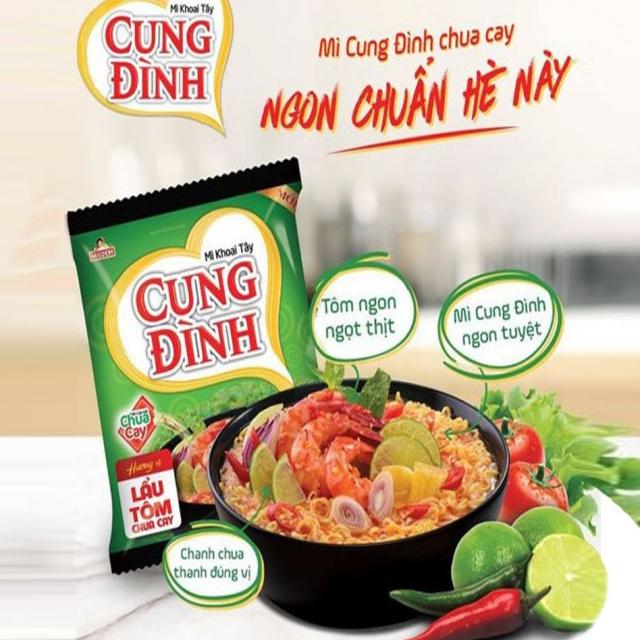 Mì Khoai Tây
CUNG
ĐÌNH
Mì Cung Đình chua cay
NGON CHUẨN HÈ NÀY
MỚI
MICOEM
Mì Khoai Tây
CUNG
ĐÌNH
Tôm ngon
ngọt thịt
Mì Cung Đình
ngon tuyệt
Chua
Cay
Hương vị
LẨU
TÔM
CHUA CAY
Chanh chua
thanh đúng vị